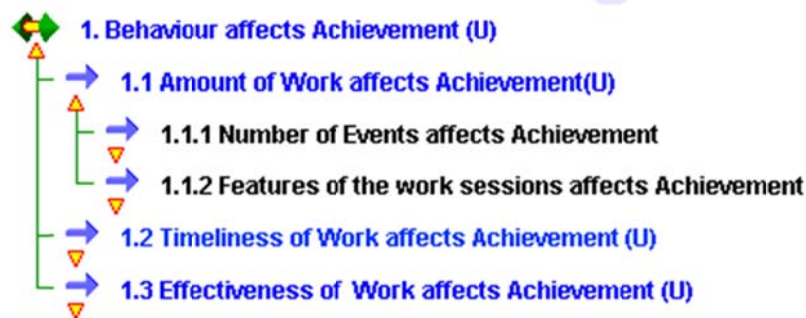 1. Behaviour affects Achievement (U)
1.1 Amount of Work affects Achievement(U)
1.1.1 Number of Events affects Achievement
1.1.2 Features of the work sessions affects Achievement
1.2 Timeliness of Work affects Achievement (U)
1.3 Effectiveness of Work affects Achievement (U)